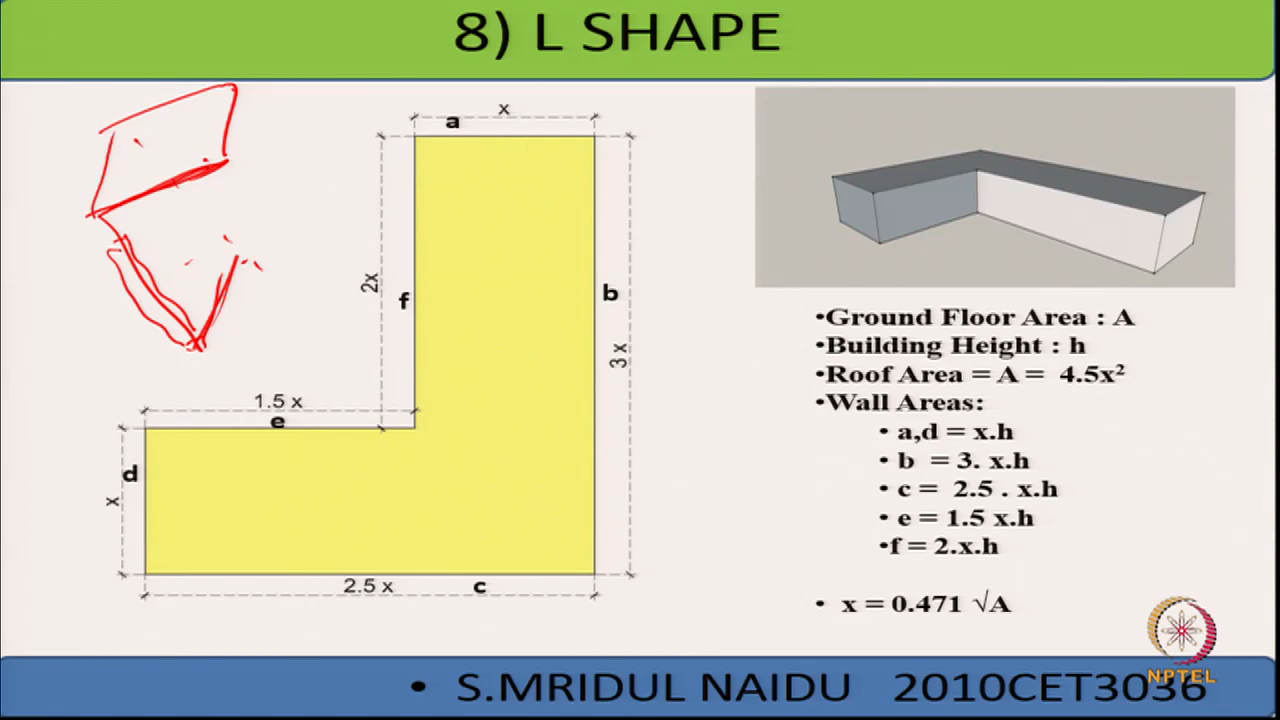 8) L SHAPE
x
a
2x
f
b
3 x
1.5 x
e
d
x
2.5 x
c
•Ground Floor Area : A
•Building Height : h
•Roof Area = A = 4.5x²
•Wall Areas:
• a,d = x.h
• b = 3. x.h
• c = 2.5 . x.h
• e = 1.5 x.h
•f = 2.x.h
• x = 0.471 √A
NPTEL
• S.MRIDUL NAIDU 2010CET3036